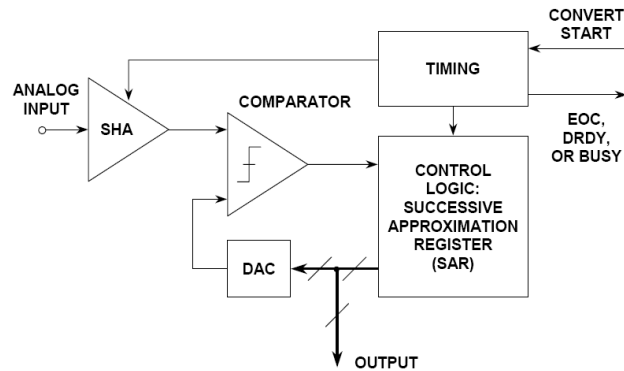 CONVERT
START
TIMING
ANALOG
INPUT
COMPARATOR
SHA
EOC,
DRDY,
OR BUSY
CONTROL
LOGIC:
SUCCESSIVE
APPROXIMATION
REGISTER
(SAR)
DAC
OUTPUT